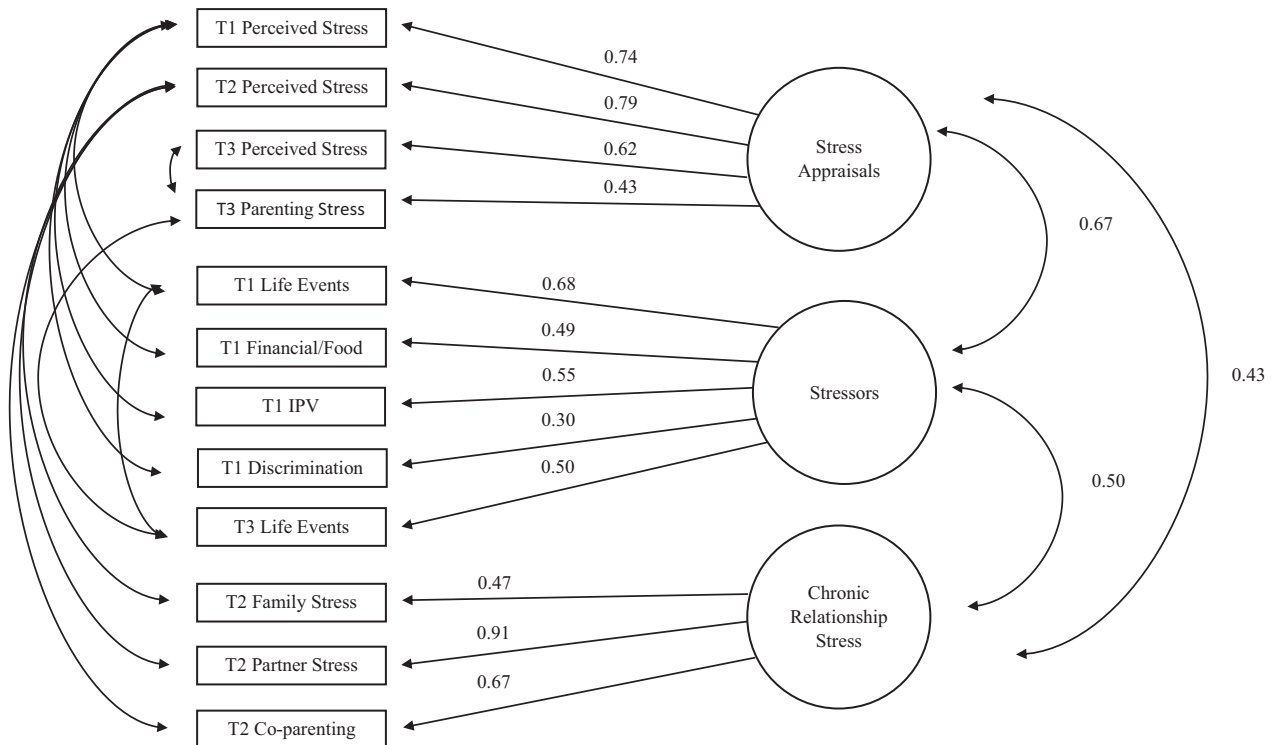 T1 Perceived Stress
T2 Perceived Stress
T3 Perceived Stress
T3 Parenting Stress
T1 Life Events
T1 Financial/Food
T1 IPV
T1 Discrimination
T3 Life Events
T2 Family Stress
T2 Partner Stress
T2 Co-parenting
0.74
0.79
0.62
0.43
0.68
0.49
0.55
0.30
0.50
0.47
0.91
0.67
Stress
Appraisals
Stressors
Chronic
Relationship
Stress
0.67
0.50
0.43